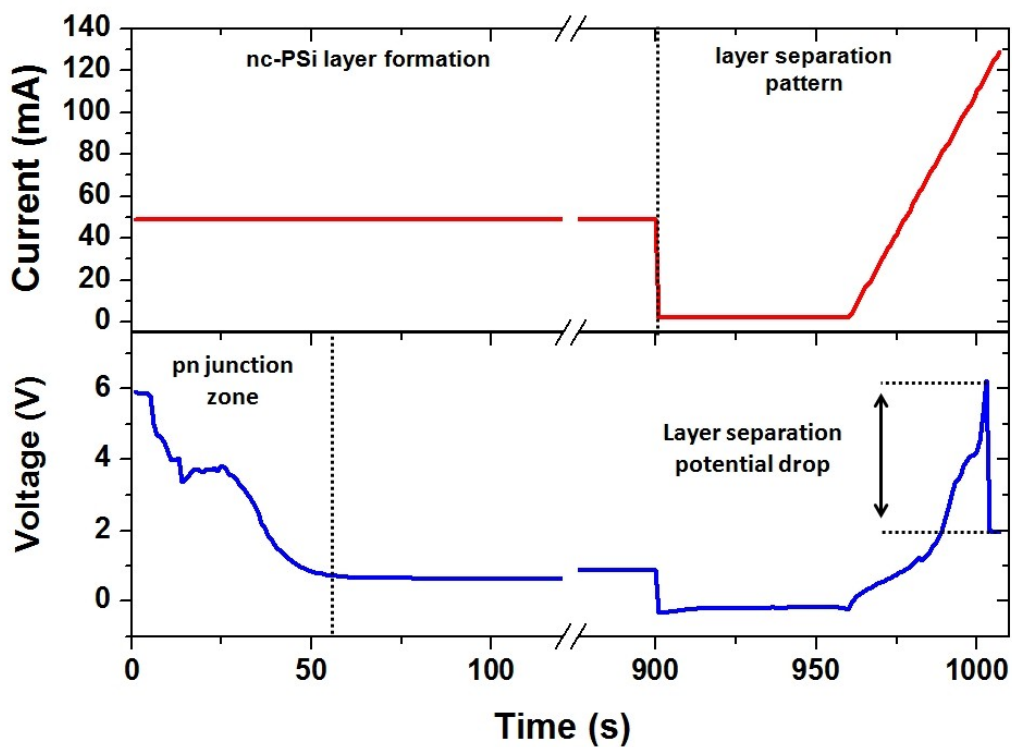 140
120
100
80
60
40
20
0
Current (mA)
nc-PSi layer formation
layer separation
pattern
6
4
2
0
Voltage (V)
pn junction
zone
Layer separation
potential drop
0 50 100 900 950 1000
Time (s)